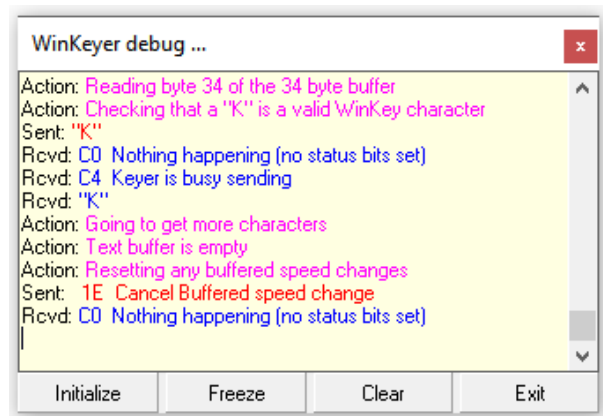 WinKeyer debug ...
x
Action: Reading byte 34 of the 34 byte buffer
Action: Checking that a "K" is a valid WinKey character
Sent: "K"
Rcvd: C0  Nothing happening (no status bits set)
Rcvd: C4  Keyer is busy sending
Rcvd: "K"
Action: Going to get more characters
Action: Text buffer is empty
Action: Resetting any buffered speed changes
Sent:   1E  Cancel Buffered speed change
Rcvd: C0  Nothing happening (no status bits set)
Initialize Freeze Clear Exit